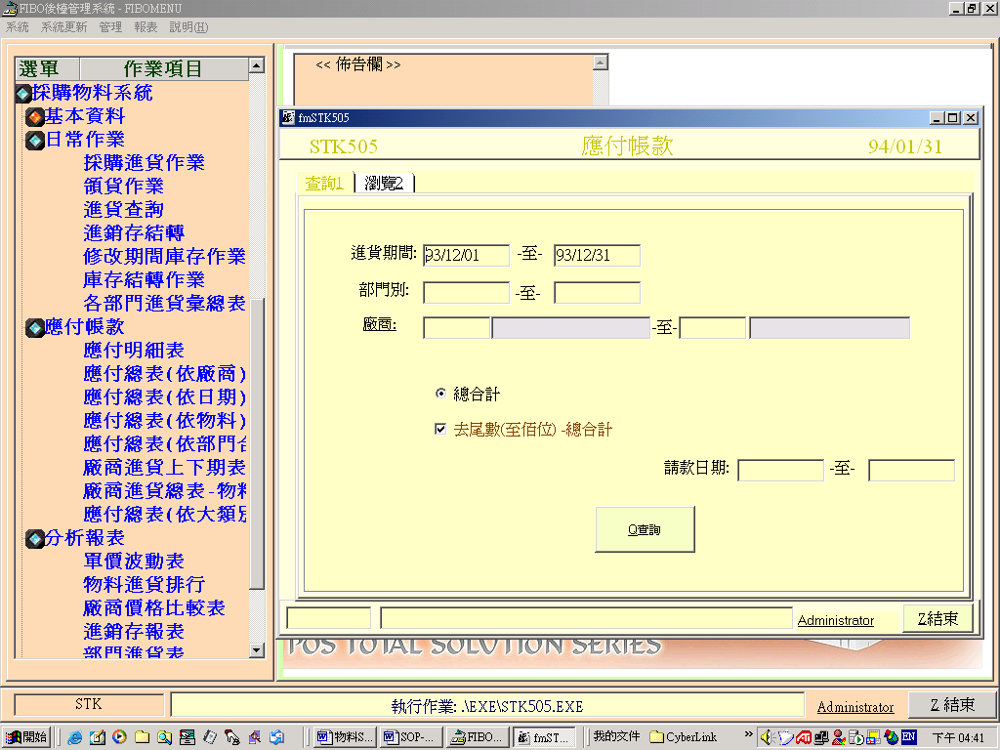 FIBO後檯管理系統 - FIBOMENU
系統 系統更新 管理 報表 說明(H)
選單 作業項目
採購物料系統
基本資料
日常作業
採購進貨作業
領貨作業
進貨查詢
進銷存結轉
修改期間庫存作業
庫存結轉作業
各部門進貨彙總表
應付帳款
應付明細表
應付總表(依廠商)
應付總表(依日期)
應付總表(依物料)
應付總表(依部門合
廠商進貨上下期表
廠商進貨總表-物料
應付總表(依大類別
分析報表
單價波動表
物料進貨排行
廠商價格比較表
進銷存報表
部門進貨表
<< 佈告欄 >>
fmSTK505
STK505 應付帳款 94/01/31
查詢1 瀏覽2
進貨期間: 93/12/01 -至- 93/12/31
部門別: -至-
廠商: -至-
總合計
去尾數(至佰位) -總合計
請款日期: -至-
Q查詢
Administrator Z結束
POS TOTAL SOLUTION SERIES
STK 執行作業: .\EXE\STK505.EXE Administrator Z 結束
開始 物料S... SOP-... FIBO... fmST... 我的文件 CyberLink » EN 下午 04:41